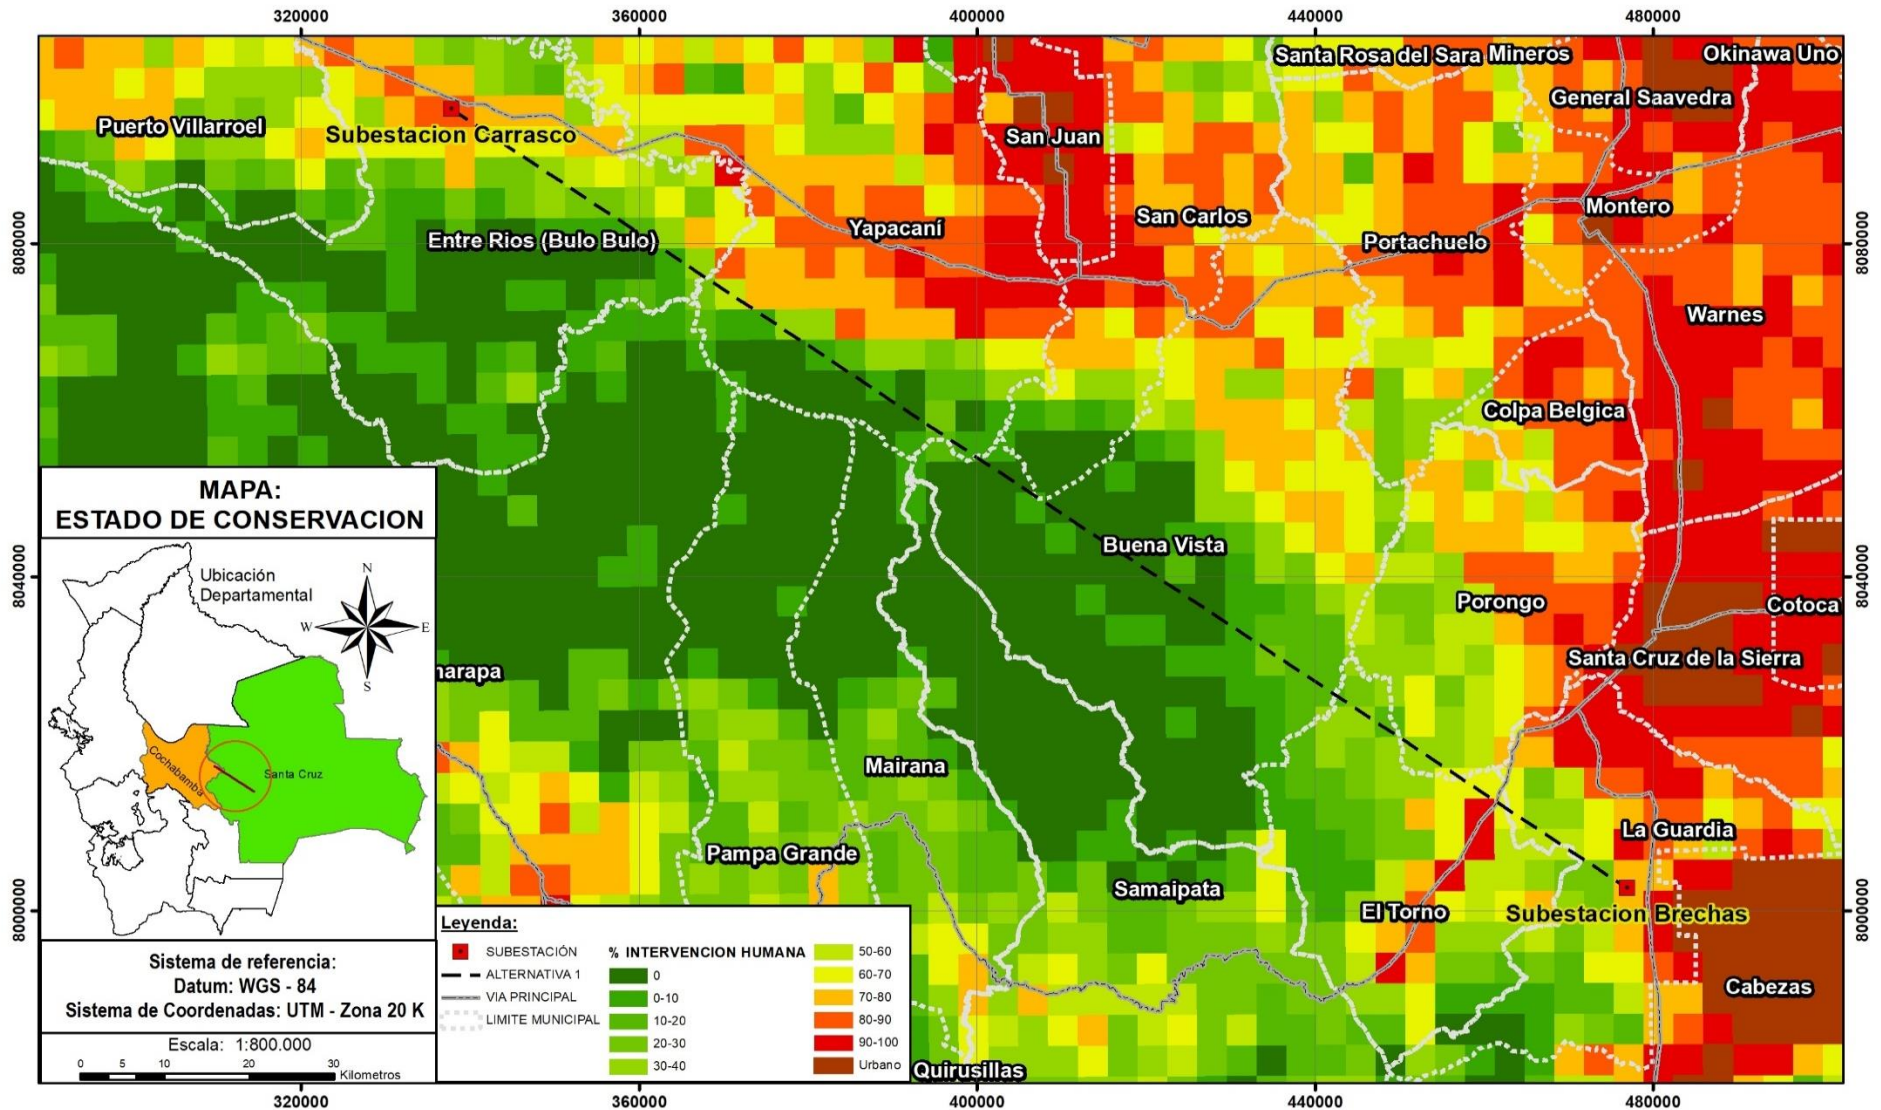 320000
360000
400000
440000
480000
Santa Rosa del Sara
Mineros
Okinawa Uno
General Saavedra
Puerto Villarroel
Subestacion Carrasco
San Juan
Montero
San Carlos
Yapacaní
Entre Rios (Bulo Bulo)
Portachuelo
8080000
8080000
Warnes
Colpa Belgica
Buena Vista
8040000
8040000
Porongo
Cotoca
Santa Cruz de la Sierra
narapa
Mairana
La Guardia
Pampa Grande
Samaipata
El Torno
Subestacion Brechas
8000000
8000000
Cabezas
Quirusillas
MAPA:
ESTADO DE CONSERVACION
Ubicación
Departamental
N
W
E
S
Cochabamba
Santa Cruz
Sistema de referencia:
Datum: WGS - 84
Sistema de Coordenadas: UTM - Zona 20 K
Escala: 1:800.000
0 5 10 20 30
Kilometros
Leyenda:
SUBESTACIÓN
ALTERNATIVA 1
VIA PRINCIPAL
LIMITE MUNICIPAL
% INTERVENCION HUMANA
0
0-10
10-20
20-30
30-40
50-60
60-70
70-80
80-90
90-100
Urbano
320000
360000
400000
440000
480000